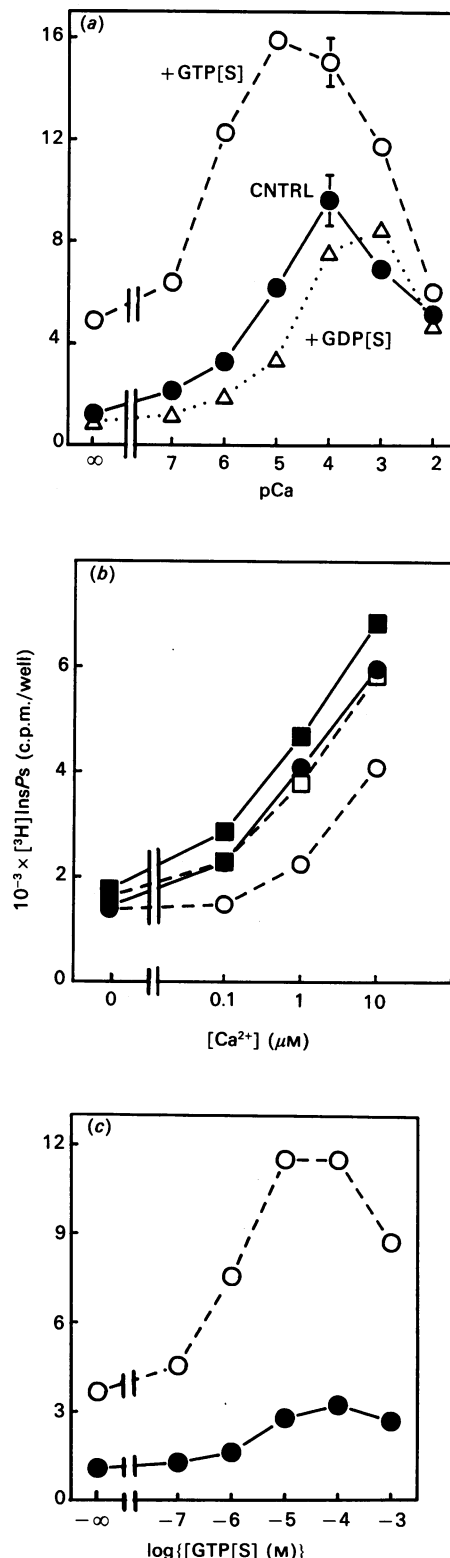 (a)
16
12
8
4
0
+GTP[S]
CNTRL
+GDP[S]
∞ 7 6 5 4 3 2
pCa
(b)
6
4
2
0
10⁻³ × [³H]InsPs (c.p.m./well)
0 0.1 1 10
[Ca²⁺] (μM)
(c)
12
9
6
3
0
−∞ −7 −6 −5 −4 −3
log{[GTP[S] (M)}